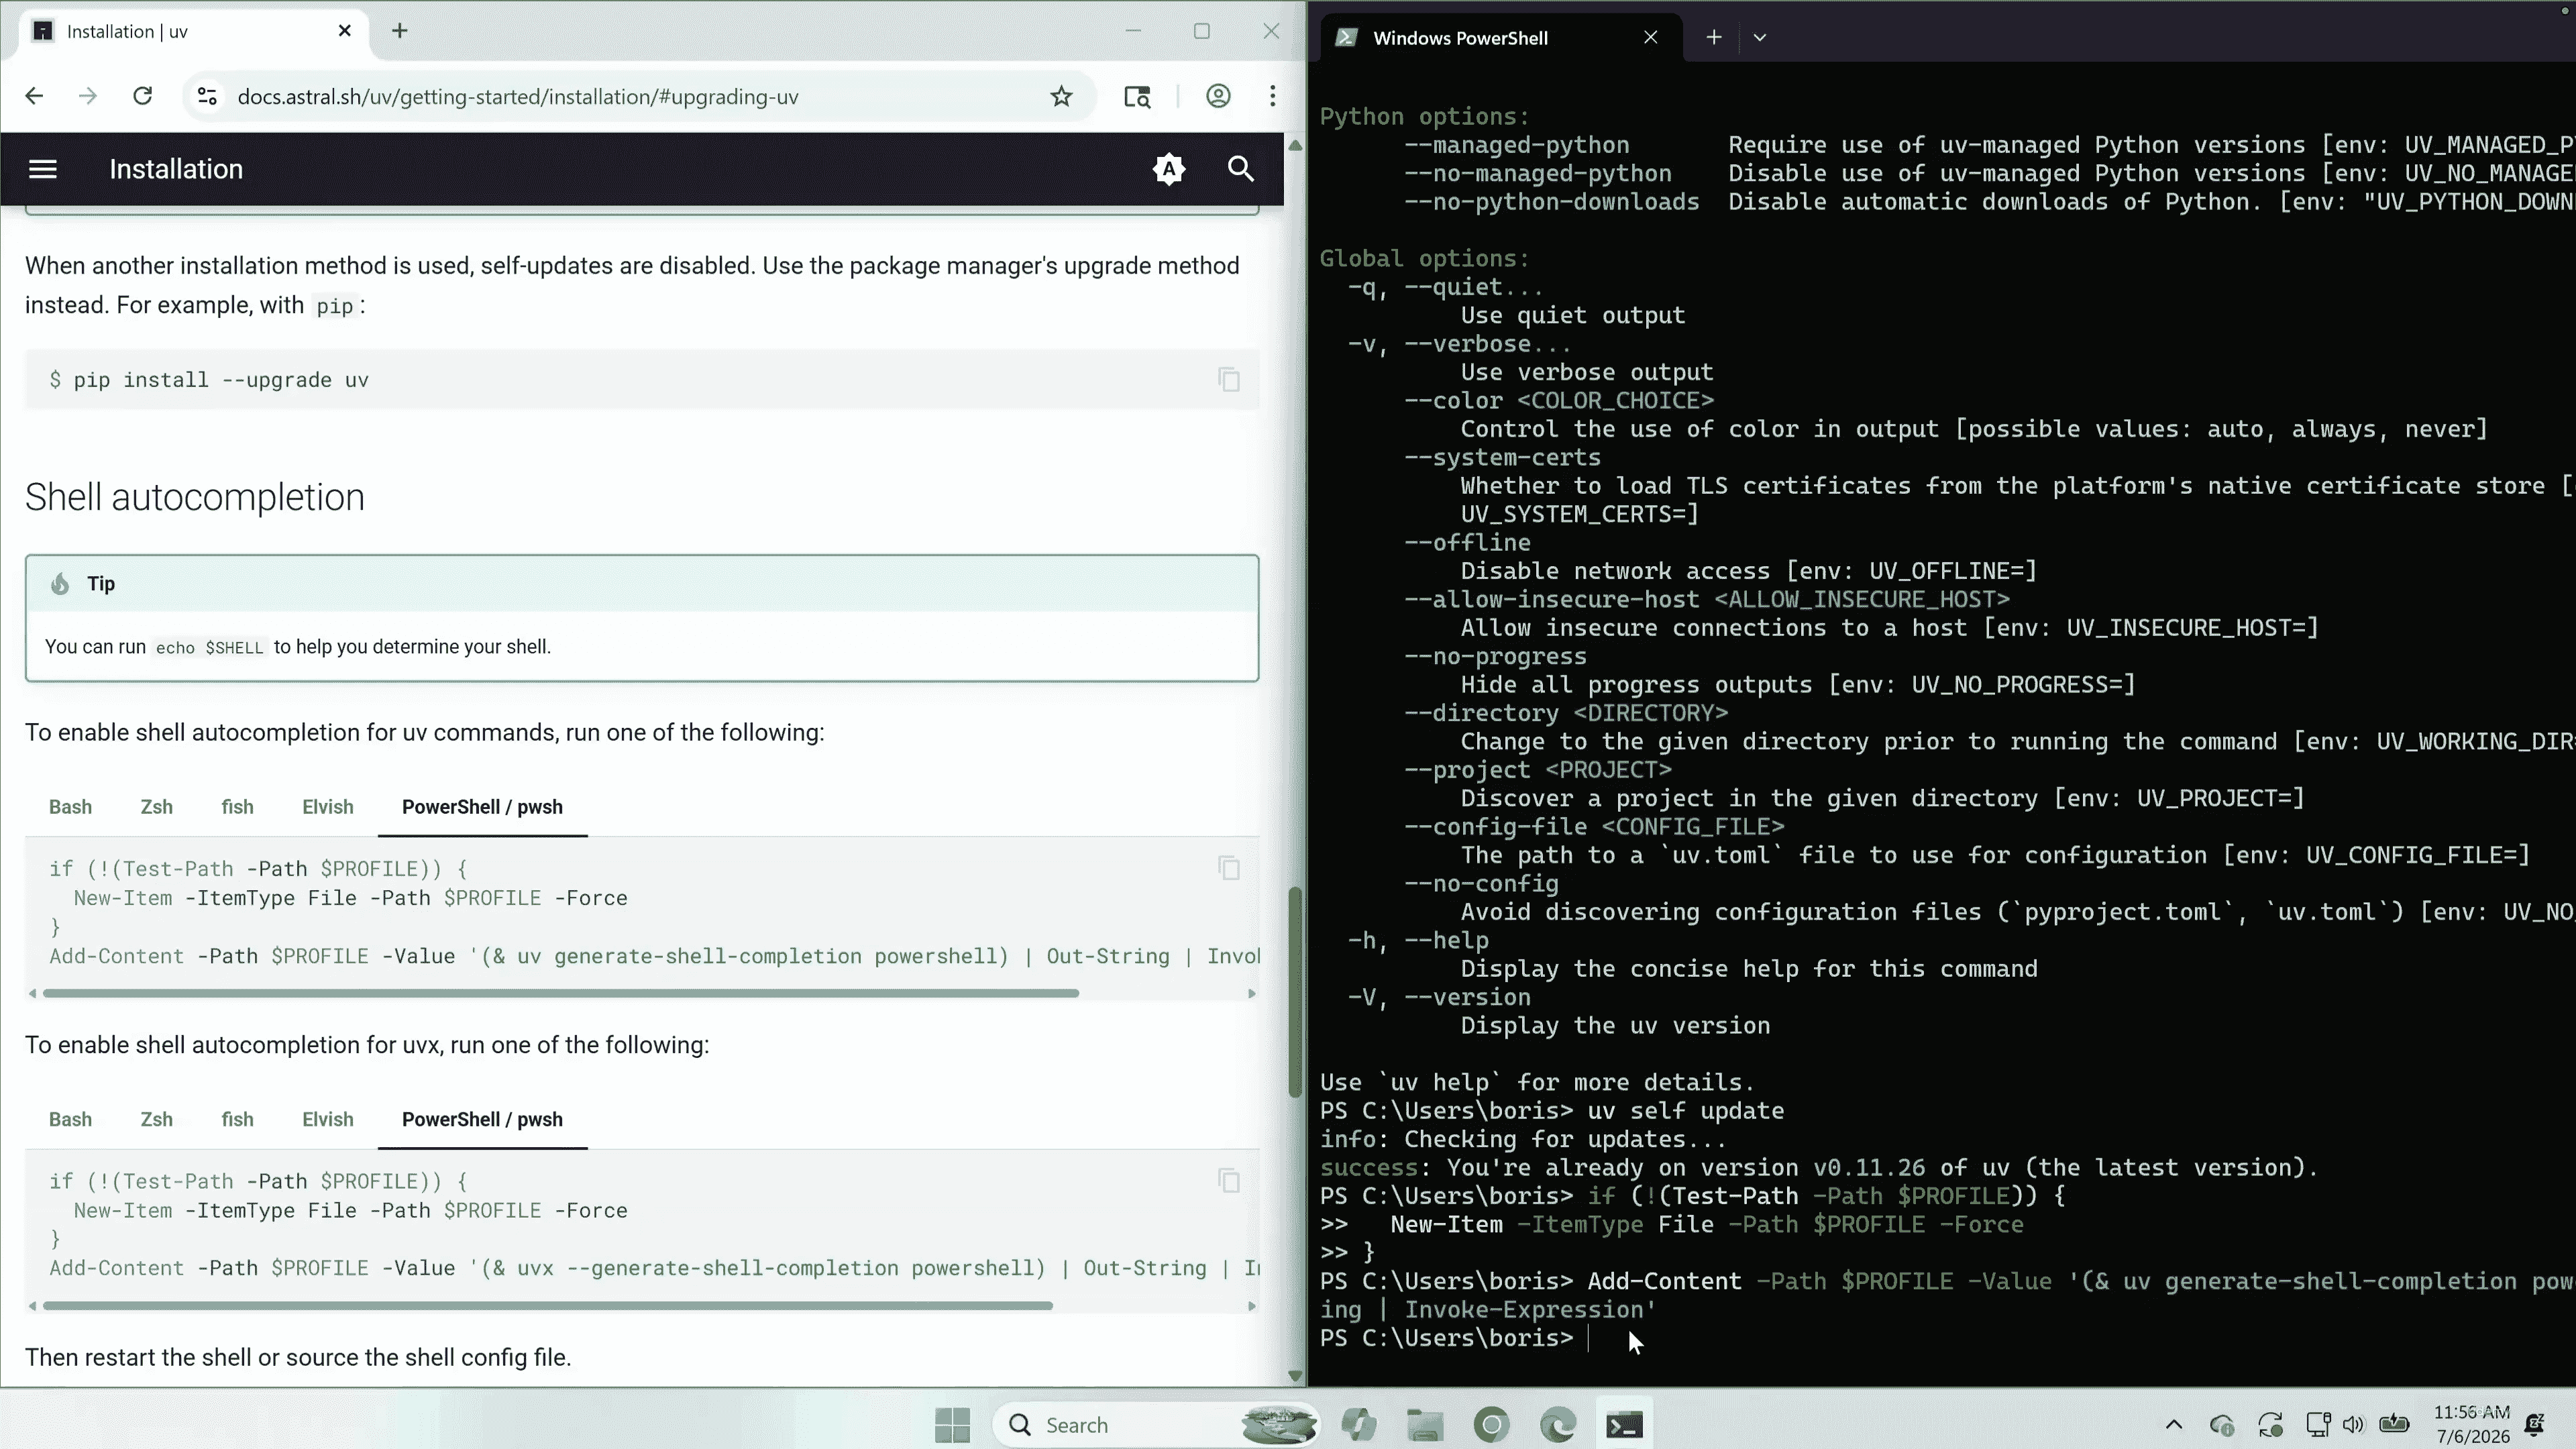 Installation | uv
docs.astral.sh/uv/getting-started/installation/#upgrading-uv
Installation
When another installation method is used, self-updates are disabled. Use the package manager's upgrade method
instead. For example, with pip:
$ pip install --upgrade uv
Shell autocompletion
Tip
You can run echo $SHELL to help you determine your shell.
To enable shell autocompletion for uv commands, run one of the following:
Bash Zsh fish Elvish PowerShell / pwsh
if (!(Test-Path -Path $PROFILE)) {
  New-Item -ItemType File -Path $PROFILE -Force
}
Add-Content -Path $PROFILE -Value '(& uv generate-shell-completion powershell) | Out-String | Invo
To enable shell autocompletion for uvx, run one of the following:
Bash Zsh fish Elvish PowerShell / pwsh
if (!(Test-Path -Path $PROFILE)) {
  New-Item -ItemType File -Path $PROFILE -Force
}
Add-Content -Path $PROFILE -Value '(& uvx --generate-shell-completion powershell) | Out-String | I
Then restart the shell or source the shell config file.
Windows PowerShell
Python options:
      --managed-python       Require use of uv-managed Python versions [env: UV_MANAGED_P
      --no-managed-python    Disable use of uv-managed Python versions [env: UV_NO_MANAGE
      --no-python-downloads  Disable automatic downloads of Python. [env: "UV_PYTHON_DOWN
Global options:
  -q, --quiet...
          Use quiet output
  -v, --verbose...
          Use verbose output
      --color <COLOR_CHOICE>
          Control the use of color in output [possible values: auto, always, never]
      --system-certs
          Whether to load TLS certificates from the platform's native certificate store [
          UV_SYSTEM_CERTS=]
      --offline
          Disable network access [env: UV_OFFLINE=]
      --allow-insecure-host <ALLOW_INSECURE_HOST>
          Allow insecure connections to a host [env: UV_INSECURE_HOST=]
      --no-progress
          Hide all progress outputs [env: UV_NO_PROGRESS=]
      --directory <DIRECTORY>
          Change to the given directory prior to running the command [env: UV_WORKING_DIR
      --project <PROJECT>
          Discover a project in the given directory [env: UV_PROJECT=]
      --config-file <CONFIG_FILE>
          The path to a `uv.toml` file to use for configuration [env: UV_CONFIG_FILE=]
      --no-config
          Avoid discovering configuration files (`pyproject.toml`, `uv.toml`) [env: UV_NO
  -h, --help
          Display the concise help for this command
  -V, --version
          Display the uv version
Use `uv help` for more details.
PS C:\Users\boris> uv self update
info: Checking for updates...
success: You're already on version v0.11.26 of uv (the latest version).
PS C:\Users\boris> if (!(Test-Path -Path $PROFILE)) {
>>   New-Item -ItemType File -Path $PROFILE -Force
>> }
PS C:\Users\boris> Add-Content -Path $PROFILE -Value '(& uv generate-shell-completion pow
ing | Invoke-Expression'
PS C:\Users\boris>
Search
11:56 AM
7/6/2026